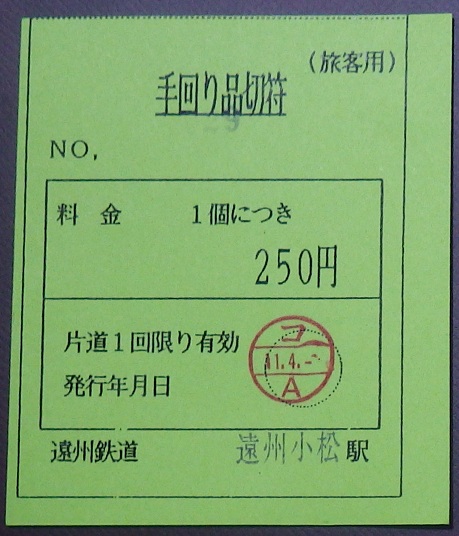 （旅客用）
手回り品切符
NO,
料金 1個につき
250円
片道1回限り有効
発行年月日
コ
A
遠州鉄道 遠州小松駅